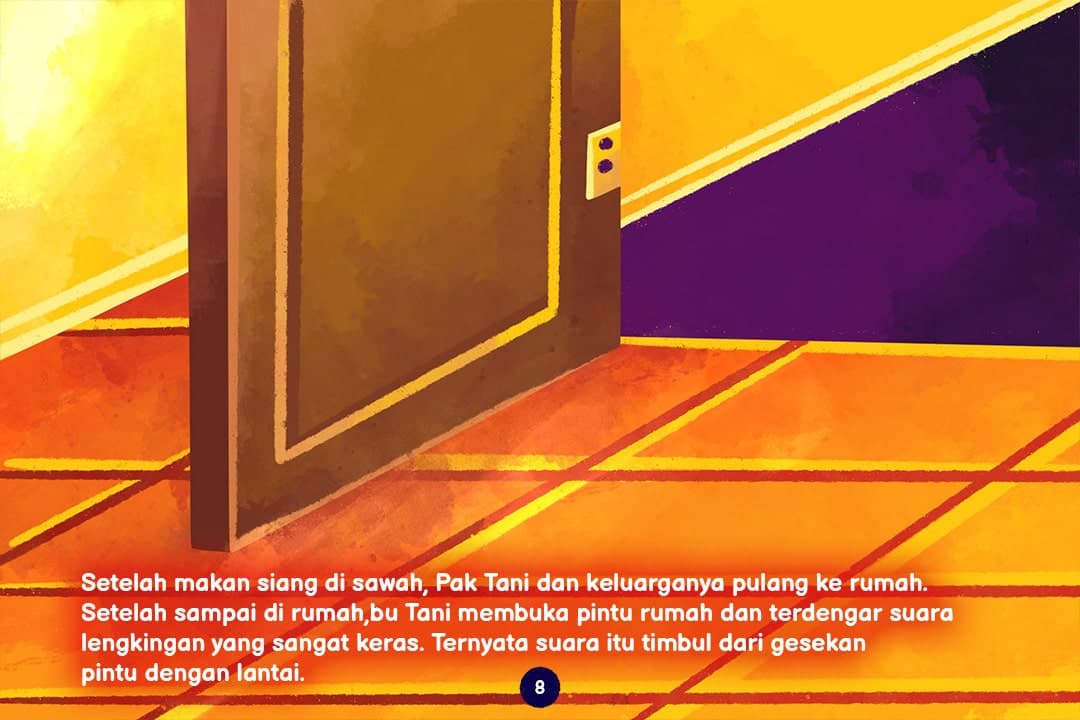 Setelah makan siang di sawah, Pak Tani dan keluarganya pulang ke rumah.
Setelah sampai di rumah,bu Tani membuka pintu rumah dan terdengar suara
lengkingan yang sangat keras. Ternyata suara itu timbul dari gesekan
pintu dengan lantai.
8